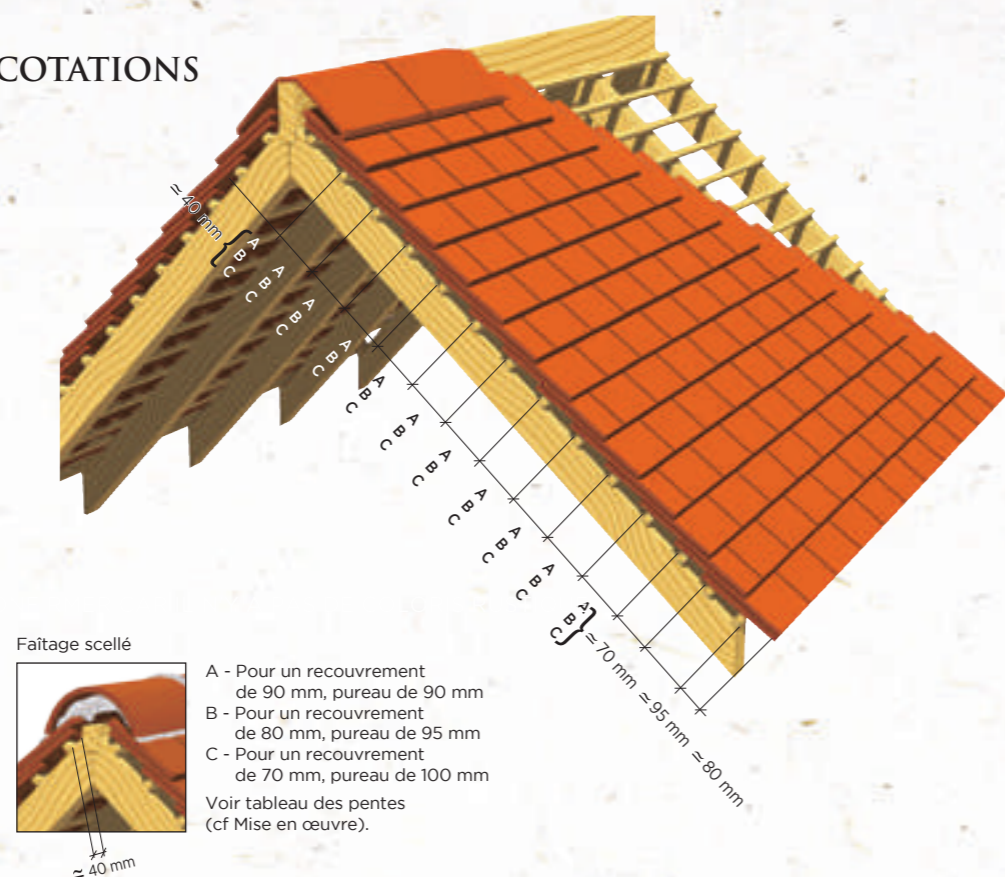 COTATIONS
≃ 40 mm
A B C
A B C
A B C
A B C
A B C
A B C
A B C
A B C
A B C
A B C
A B C
≃ 70 mm
≃ 95 mm
≃ 80 mm
Faîtage scellé
A - Pour un recouvrement
de 90 mm, pureau de 90 mm
B - Pour un recouvrement
de 80 mm, pureau de 95 mm
C - Pour un recouvrement
de 70 mm, pureau de 100 mm
Voir tableau des pentes
(cf Mise en œuvre).
≃ 40 mm